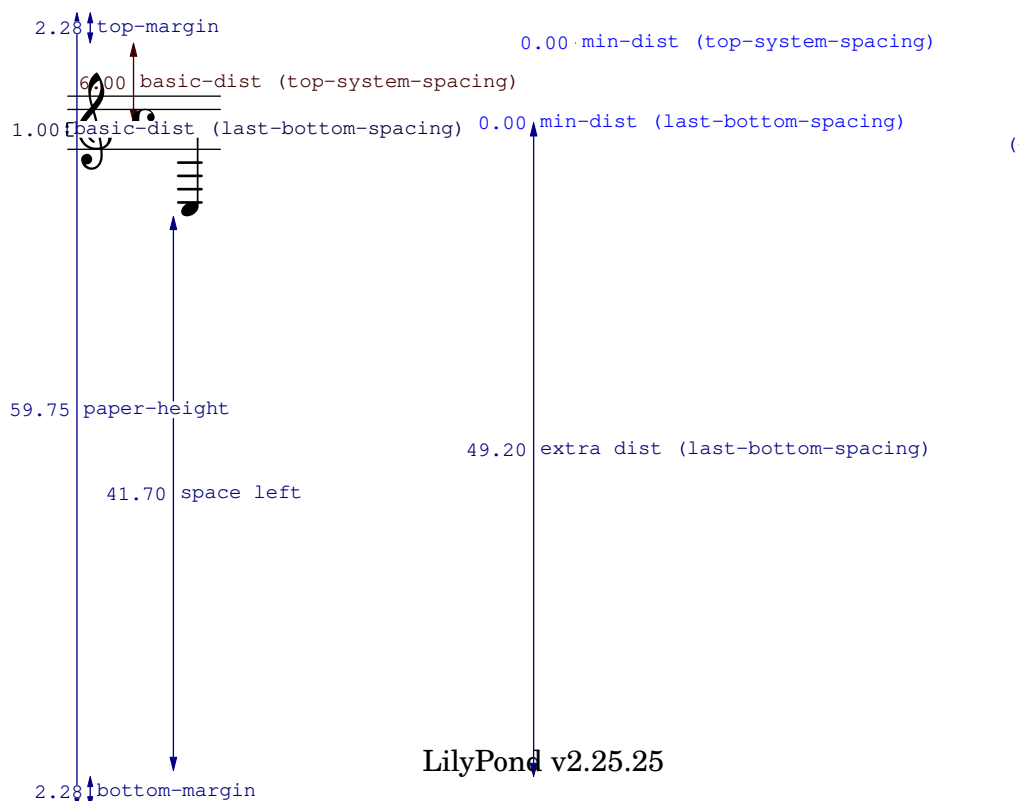 2.28 top-margin
0.00 min-dist (top-system-spacing)
6.00 basic-dist (top-system-spacing)
1.00 basic-dist (last-bottom-spacing)
0.00 min-dist (last-bottom-spacing)
(
59.75 paper-height
49.20 extra dist (last-bottom-spacing)
41.70 space left
LilyPond v2.25.25
2.28 bottom-margin